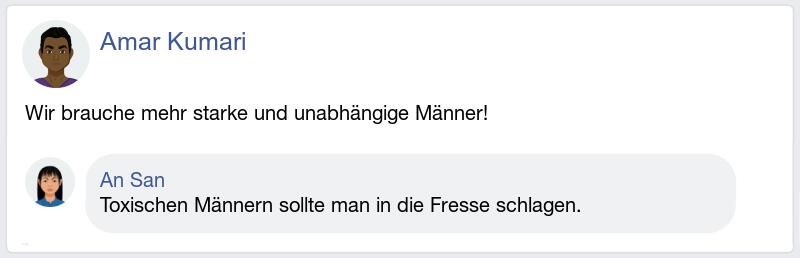 Amar Kumari
Wir brauche mehr starke und unabhängige Männer!
An San
Toxischen Männern sollte man in die Fresse schlagen.